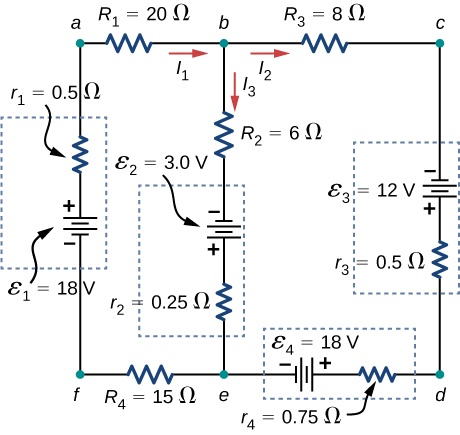 R₁ = 20 Ω
R₃ = 8 Ω
a
b
c
I₁
I₂
I₃
r₁ = 0.5 Ω
R₂ = 6 Ω
ε₂ = 3.0 V
+
−
−
+
−
+
ε₃ = 12 V
ε₁ = 18 V
r₂ = 0.25 Ω
r₃ = 0.5 Ω
ε₄ = 18 V
− +
f
e
d
R₄ = 15 Ω
r₄ = 0.75 Ω